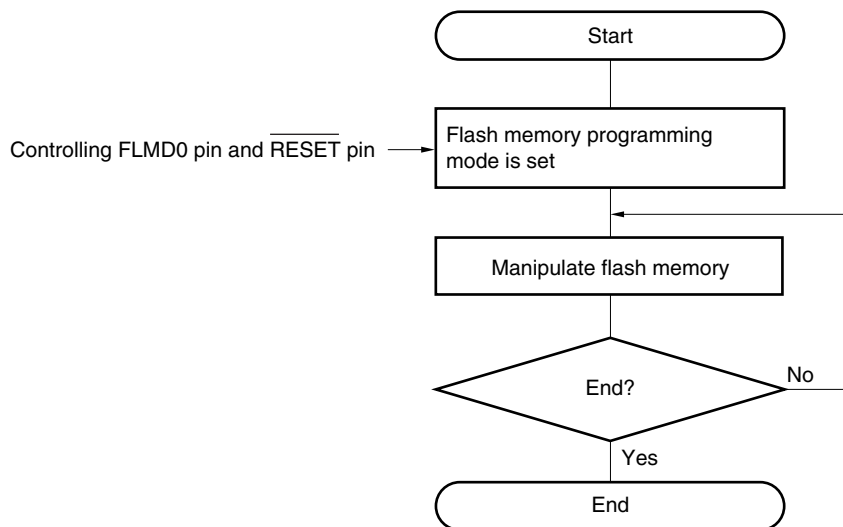 Start
Controlling FLMD0 pin and R̅E̅S̅E̅T̅ pin
Flash memory programming
mode is set
Manipulate flash memory
End?
No
Yes
End